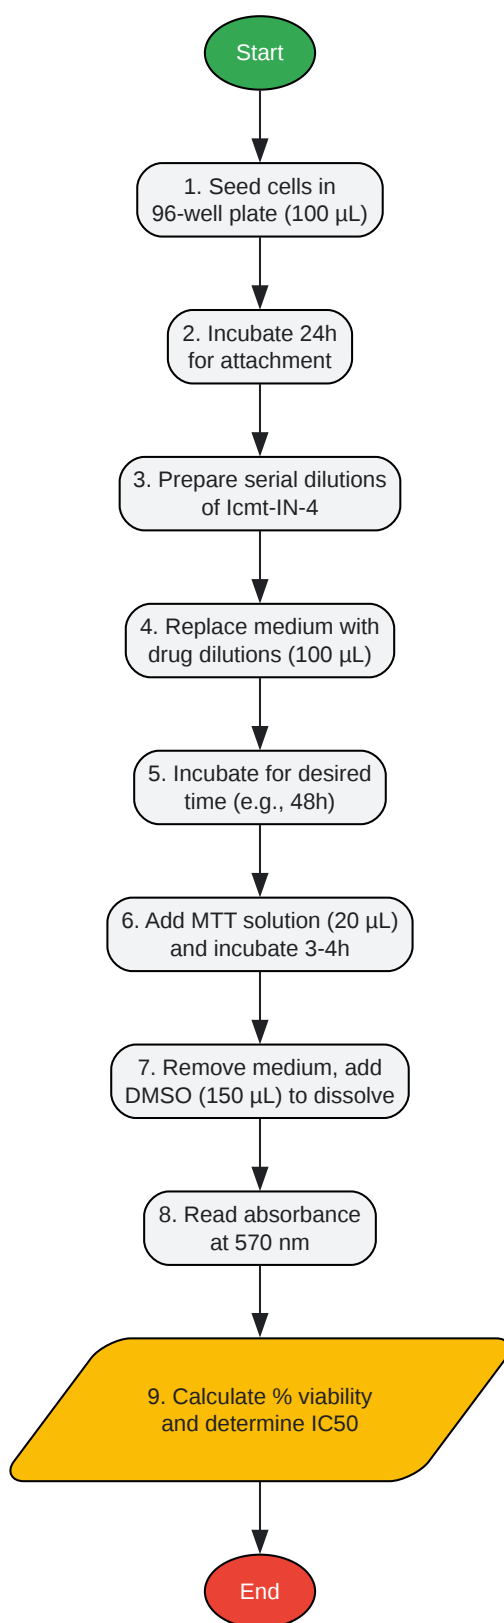 Start
1. Seed cells in
96-well plate (100 µL)
2. Incubate 24h
for attachment
3. Prepare serial dilutions
of Icmt-IN-4
4. Replace medium with
drug dilutions (100 µL)
5. Incubate for desired
time (e.g., 48h)
6. Add MTT solution (20 µL)
and incubate 3-4h
7. Remove medium, add
DMSO (150 µL) to dissolve
8. Read absorbance
at 570 nm
9. Calculate % viability
and determine IC50
End